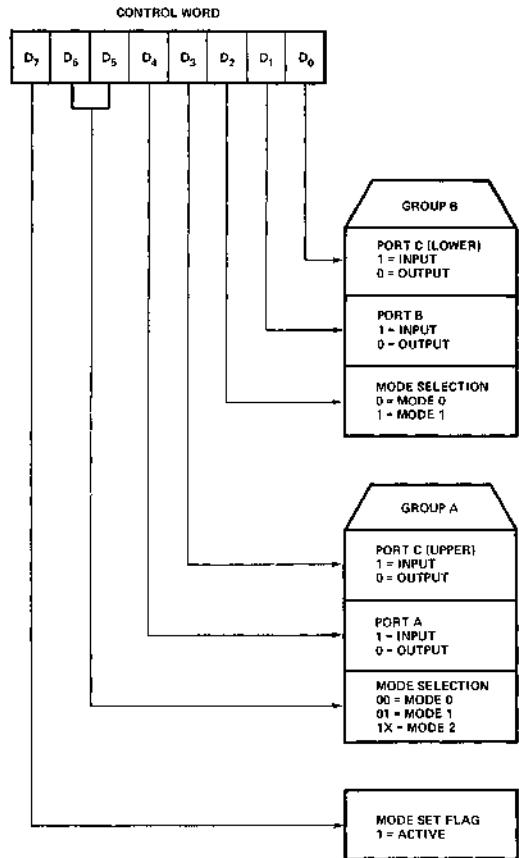 CONTROL WORD
D7 D6 D5 D4 D3 D2 D1 D0
GROUP B
PORT C (LOWER)
1 = INPUT
0 = OUTPUT
PORT B
1 = INPUT
0 = OUTPUT
MODE SELECTION
0 = MODE 0
1 = MODE 1
GROUP A
PORT C (UPPER)
1 = INPUT
0 = OUTPUT
PORT A
1 = INPUT
0 = OUTPUT
MODE SELECTION
00 = MODE 0
01 = MODE 1
1X = MODE 2
MODE SET FLAG
1 = ACTIVE